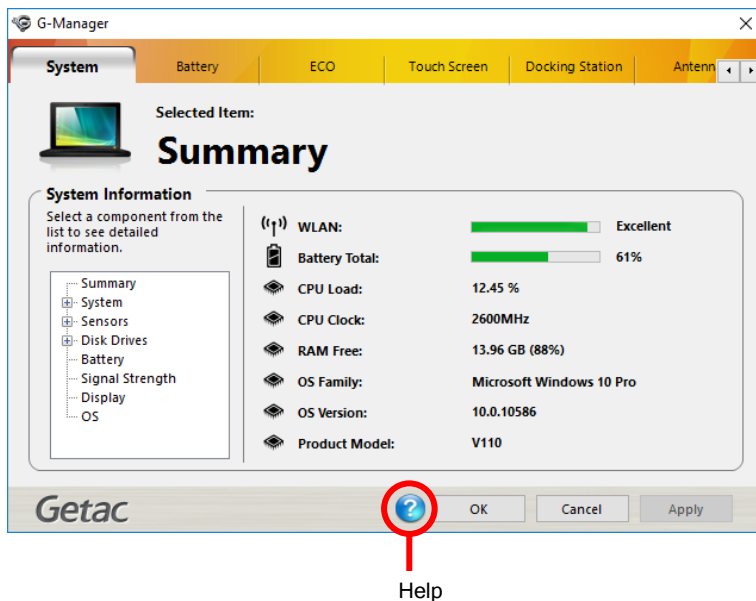 G-Manager
System Battery ECO Touch Screen Docking Station Antenn
Selected Item:
Summary
System Information
Select a component from the
list to see detailed
information.
Summary
System
Sensors
Disk Drives
Battery
Signal Strength
Display
OS
WLAN: Excellent
Battery Total: 61%
CPU Load: 12.45 %
CPU Clock: 2600MHz
RAM Free: 13.96 GB (88%)
OS Family: Microsoft Windows 10 Pro
OS Version: 10.0.10586
Product Model: V110
Getac ? OK Cancel Apply
Help